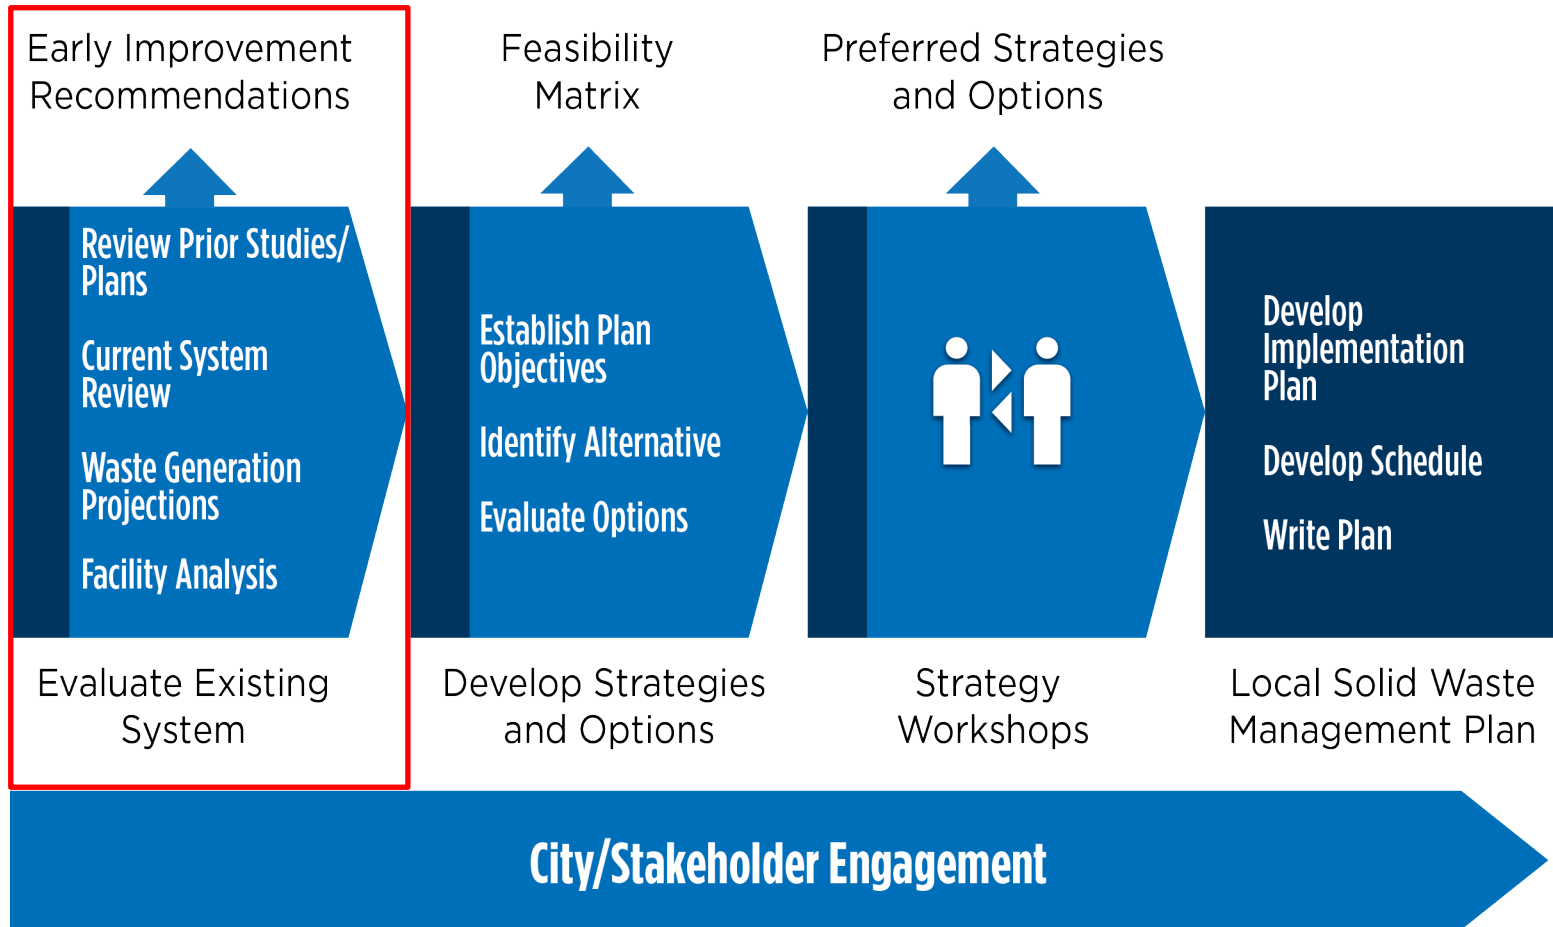 Early Improvement
Recommendations
Feasibility
Matrix
Preferred Strategies
and Options
Review Prior Studies/
Plans
Current System
Review
Waste Generation
Projections
Facility Analysis
Establish Plan
Objectives
Identify Alternative
Evaluate Options
Develop
Implementation
Plan
Develop Schedule
Write Plan
Evaluate Existing
System
Develop Strategies
and Options
Strategy
Workshops
Local Solid Waste
Management Plan
City/Stakeholder Engagement